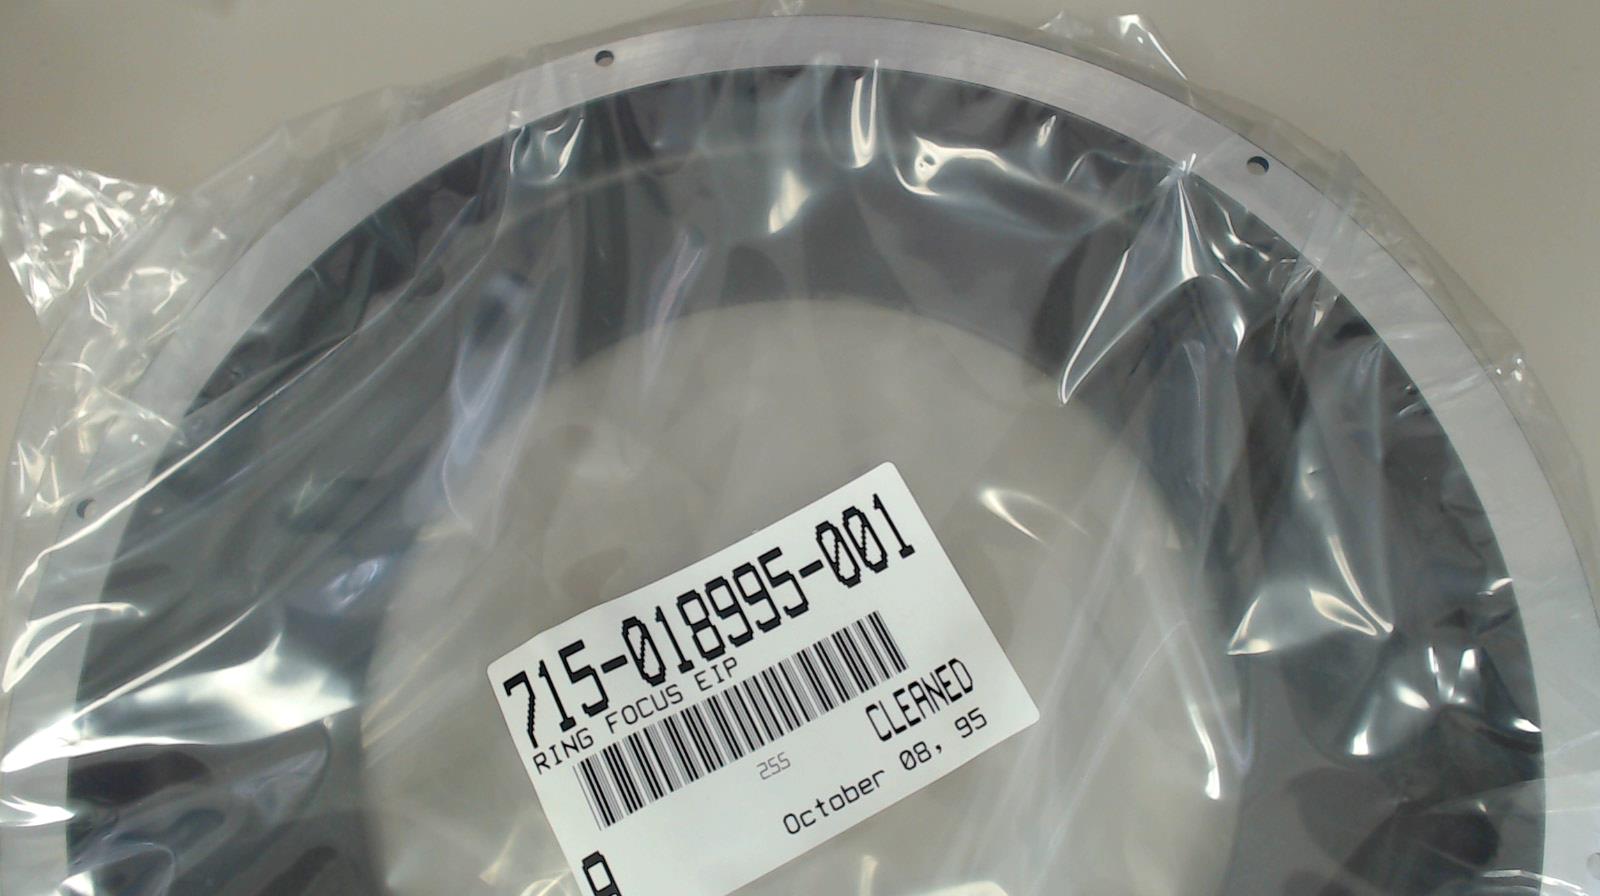 715-018995-001
RING FOCUS EIP
255
CLEANED
October 08, 95